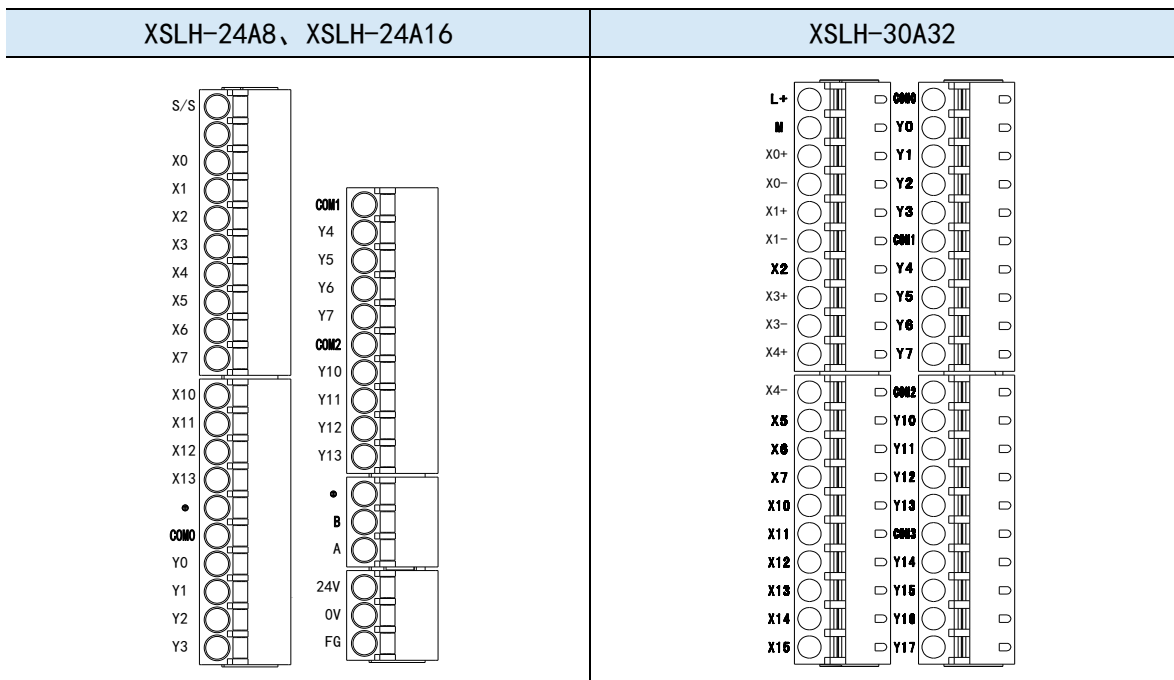 XSLH-24A8、XSLH-24A16
XSLH-30A32
S/S
X0
X1
X2
X3
X4
X5
X6
X7
X10
X11
X12
X13
COM0
Y0
Y1
Y2
Y3
COM1
Y4
Y5
Y6
Y7
COM2
Y10
Y11
Y12
Y13
B
A
24V
0V
FG
L+
M
X0+
X0-
X1+
X1-
X2
X3+
X3-
X4+
X4-
X5
X6
X7
X10
X11
X12
X13
X14
X15
COM0
Y0
Y1
Y2
Y3
COM1
Y4
Y5
Y6
Y7
COM2
Y10
Y11
Y12
Y13
COM3
Y14
Y15
Y16
Y17